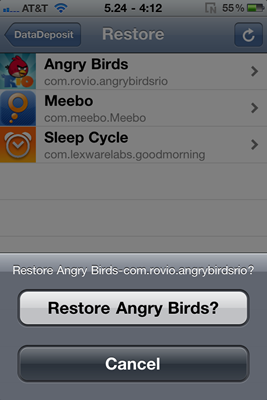 AT&T 5.24 - 4:12 55%
DataDeposit Restore
Angry Birds
com.rovio.angrybirdsrio
Meebo
com.meebo.Meebo
Sleep Cycle
com.lexwarelabs.goodmorning
Restore Angry Birds-com.rovio.angrybirdsrio?
Restore Angry Birds?
Cancel